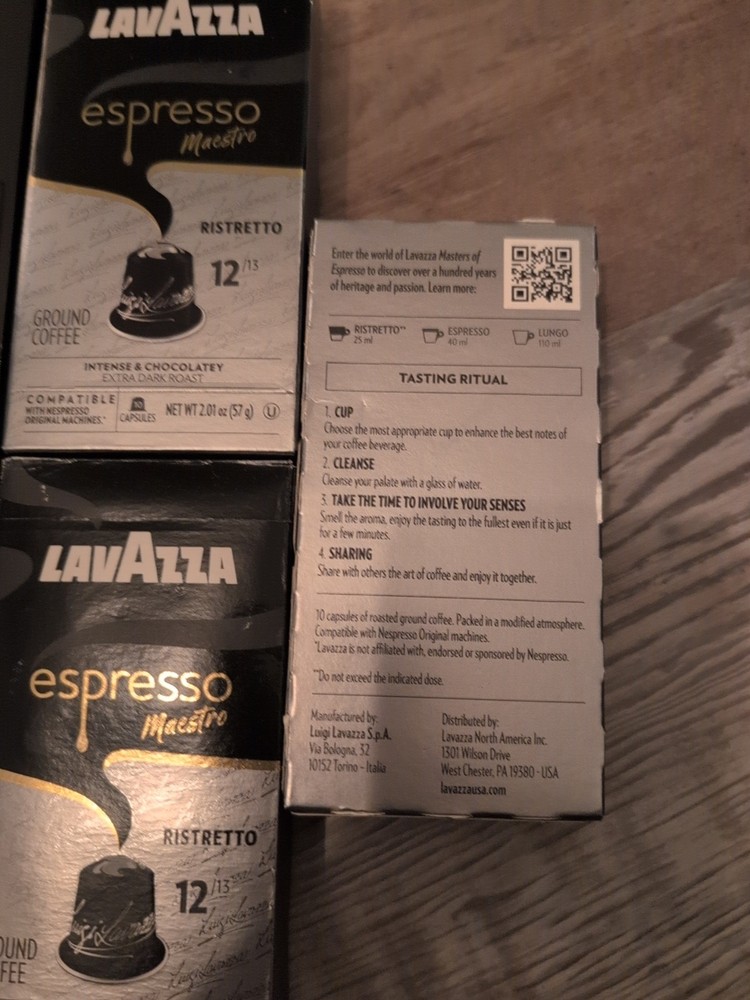 LAVAZZA
espresso
Maestro
RISTRETTO
12/13
GROUND
COFFEE
INTENSE & CHOCOLATEY
EXTRA DARK ROAST
COMPATIBLE
WITH NESPRESSO
ORIGINAL MACHINES.*
10
CAPSULES
NET WT 2.01 oz (57 g)
U
LAVAZZA
espresso
Maestro
RISTRETTO
12/13
OUND
FEE
Enter the world of Lavazza Masters of
Espresso to discover over a hundred years
of heritage and passion. Learn more:
RISTRETTO**
25 ml
ESPRESSO
40 ml
LUNGO
110 ml
TASTING RITUAL
1. CUP
Choose the most appropriate cup to enhance the best notes of
your coffee beverage.
2. CLEANSE
Cleanse your palate with a glass of water.
3. TAKE THE TIME TO INVOLVE YOUR SENSES
Smell the aroma, enjoy the tasting to the fullest even if it is just
for a few minutes.
4. SHARING
Share with others the art of coffee and enjoy it together.
10 capsules of roasted ground coffee. Packed in a modified atmosphere.
Compatible with Nespresso Original machines.
*Lavazza is not affiliated with, endorsed or sponsored by Nespresso.
**Do not exceed the indicated dose.
Manufactured by:
Luigi Lavazza S.p.A.
Via Bologna, 32
10152 Torino - Italia
Distributed by:
Lavazza North America Inc.
1301 Wilson Drive
West Chester, PA 19380 - USA
lavazzausa.com